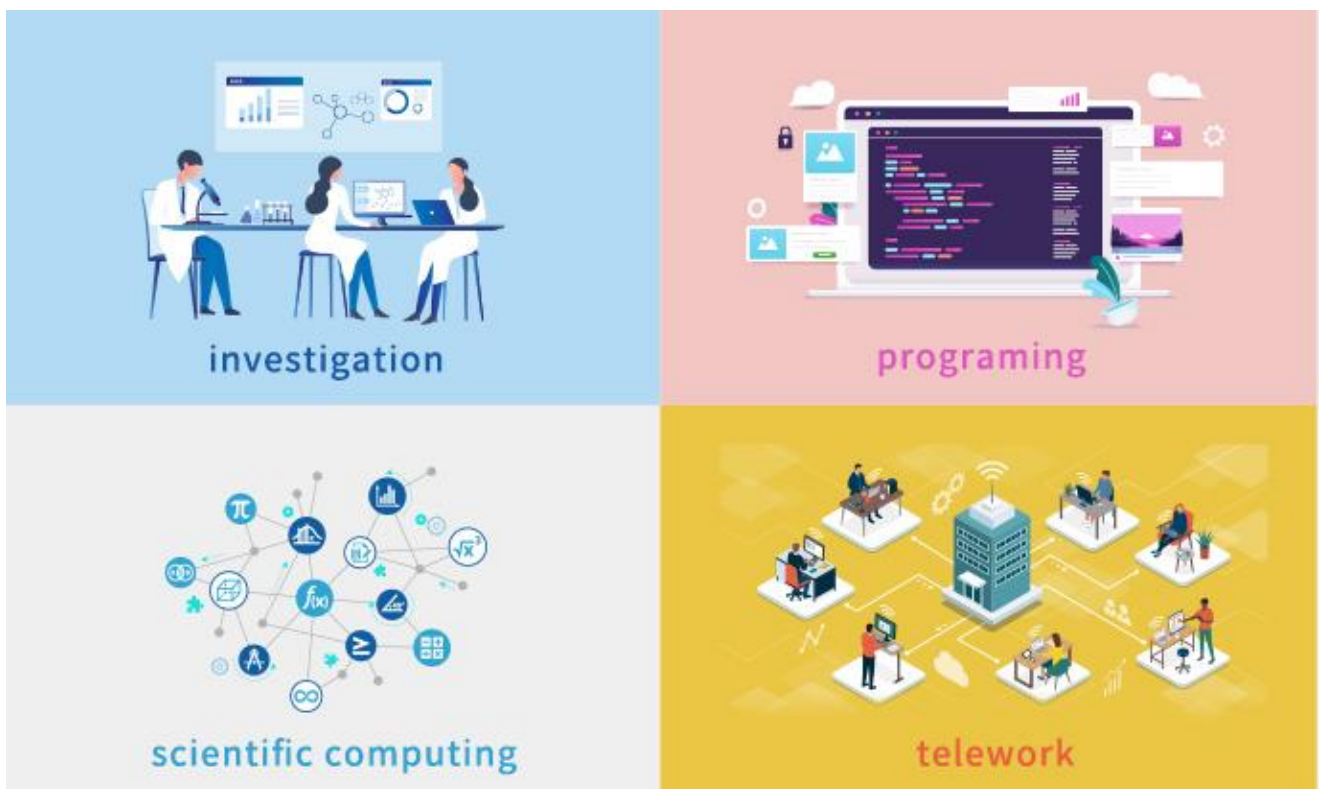 investigation
programing
scientific computing
telework